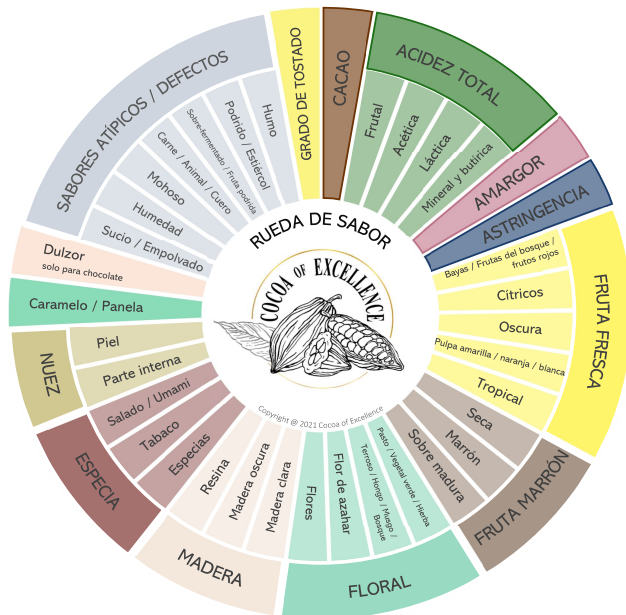 CACAO
ACIDEZ TOTAL
Frutal
Acética
Láctica
Mineral y butirica
AMARGOR
ASTRINGENCIA
FRUTA FRESCA
Bayas / Frutas del bosque /
frutos rojos
Cítricos
Oscura
Pulpa amarilla / naranja / blanca
Tropical
FRUTA MARRÓN
Seca
Marrón
Sobre madura
FLORAL
Pasto / Vegetal verde / Hierba
Terroso / Hongo / Musgo /
Bosque
Flor de azahar
Flores
MADERA
Madera clara
Madera oscura
Resina
ESPECIA
Especias
Tabaco
Salado / Umami
NUEZ
Parte interna
Piel
Caramelo / Panela
Dulzor
solo para chocolate
SABORES ATÍPICOS / DEFECTOS
Sucio / Empolvado
Humedad
Mohoso
Carne / Animal / Cuero
Sobre-fermentado / Fruta podrida
Podrido / Estiércol
Humo
GRADO DE TOSTADO
RUEDA DE SABOR
COCOA OF EXCELLENCE
Copyright @ 2021 Cocoa of Excellence